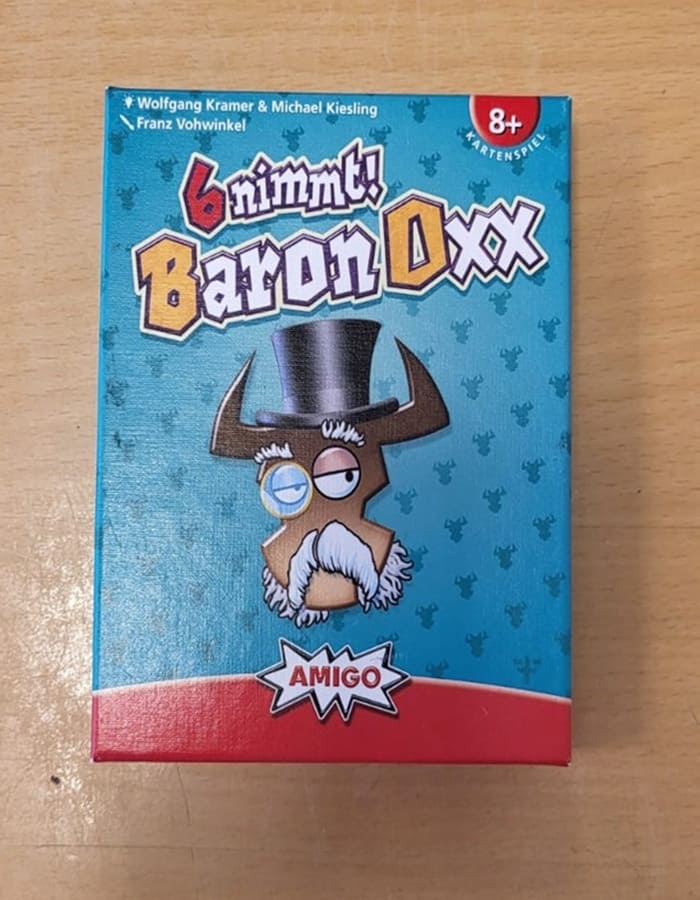 Wolfgang Kramer & Michael Kiesling
Franz Vohwinkel
8+
KARTENSPIEL
6 nimmt!
Baron Oxx
AMIGO